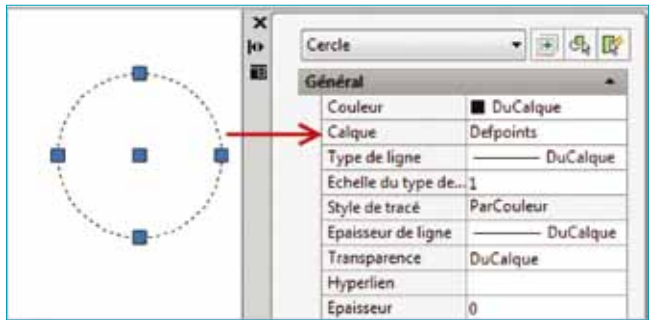 Cercle
Général
Couleur DuCalque
Calque Defpoints
Type de ligne DuCalque
Echelle du type de... 1
Style de tracé ParCouleur
Epaisseur de ligne DuCalque
Transparence DuCalque
Hyperlien
Epaisseur 0